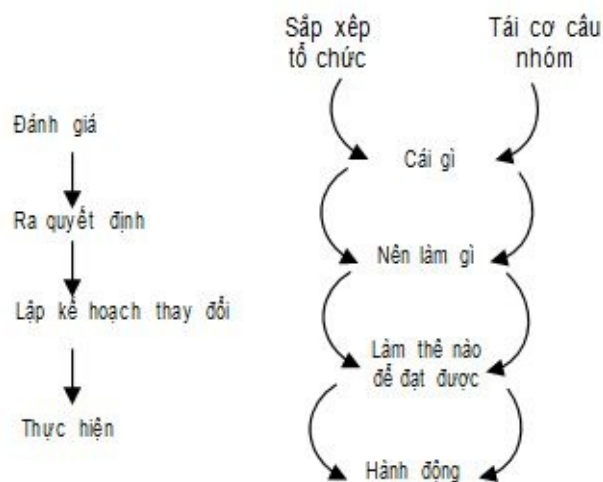 Sắp xếp
tổ chức
Tái cơ câu
nhóm
Đánh giá
Cái gì
Ra quyết định
Nên làm gì
Lập kế hoạch thay đổi
Làm thế nào
để đạt được
Thực hiện
Hành động